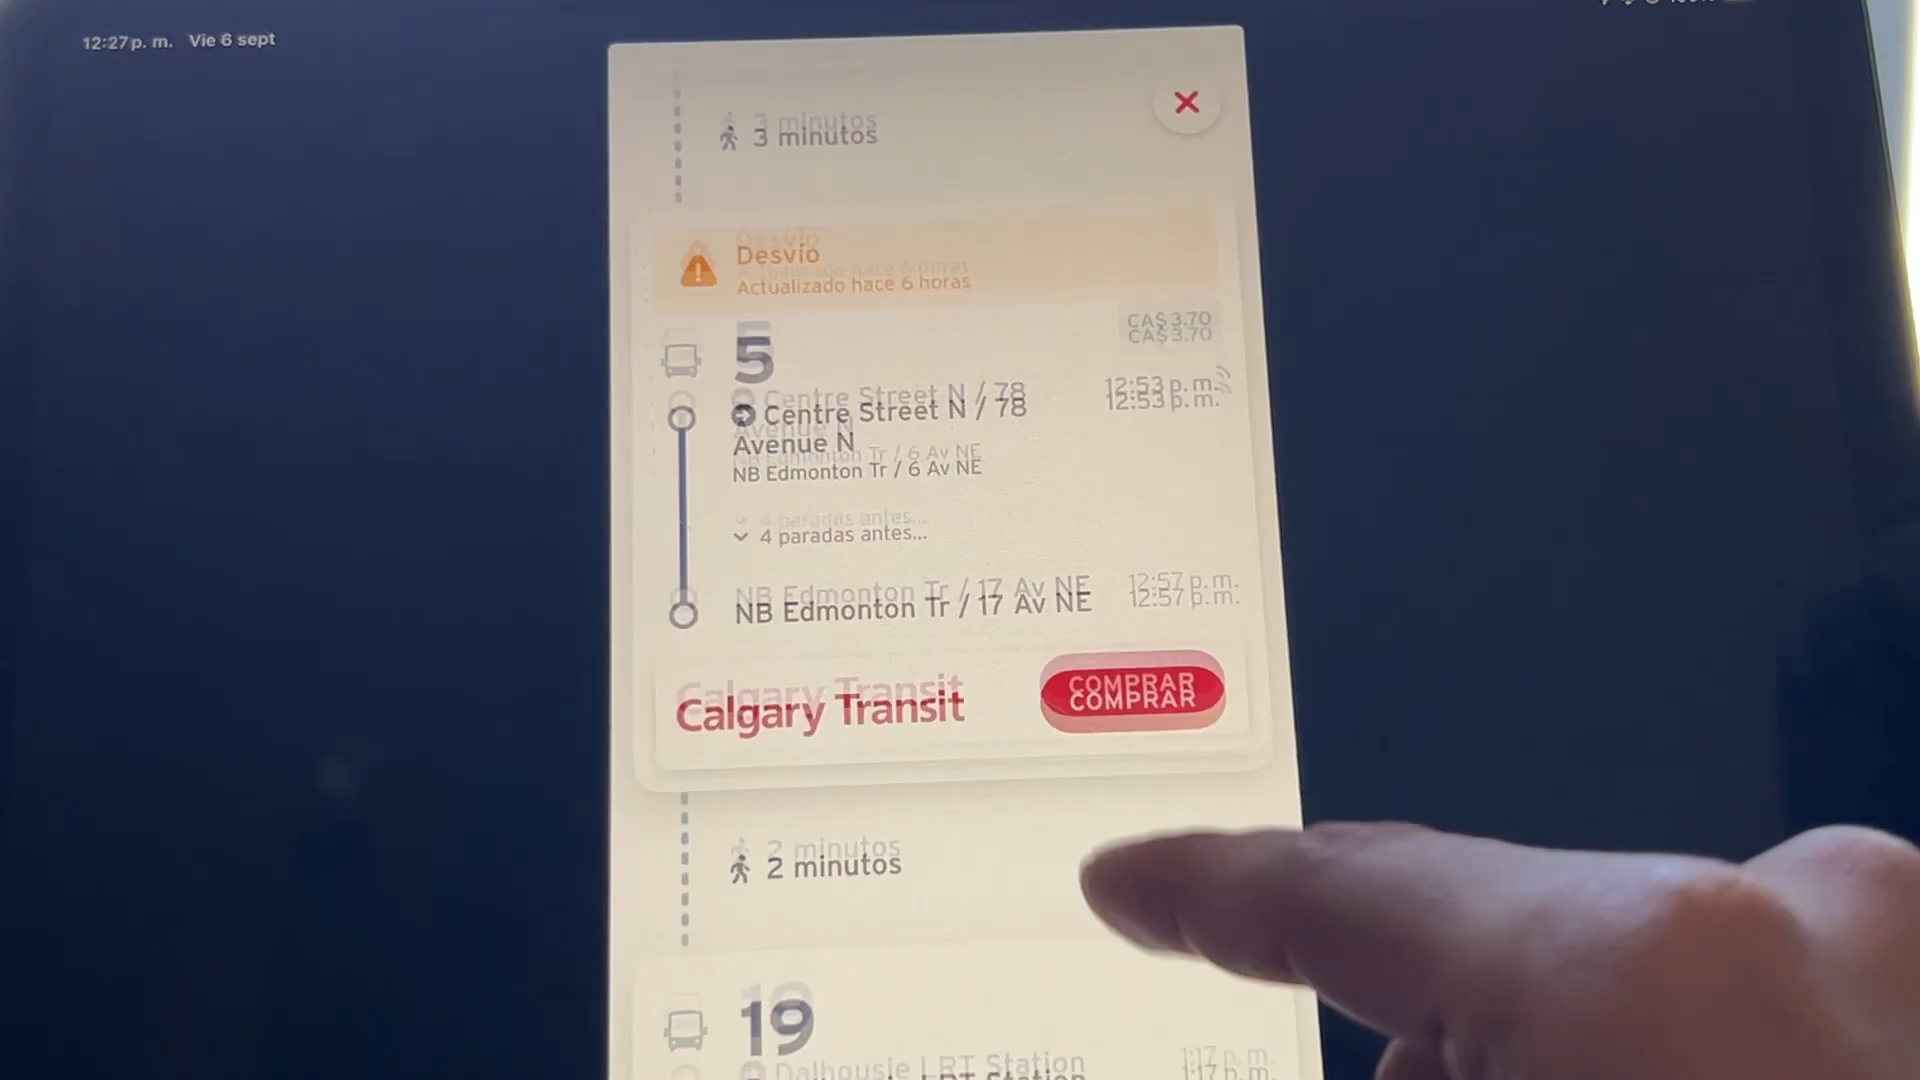 12:27 p. m. Vie 6 sept
3 minutos
Desvío
Actualizado hace 6 horas
CA$ 3.70
5
Centre Street N / 78
Avenue N
12:53 p. m.
NB Edmonton Tr / 6 Av NE
4 paradas antes...
NB Edmonton Tr / 17 Av NE
12:57 p. m.
Calgary Transit
COMPRAR
2 minutos
19
Dalhousie LRT Station
1:17 p. m.